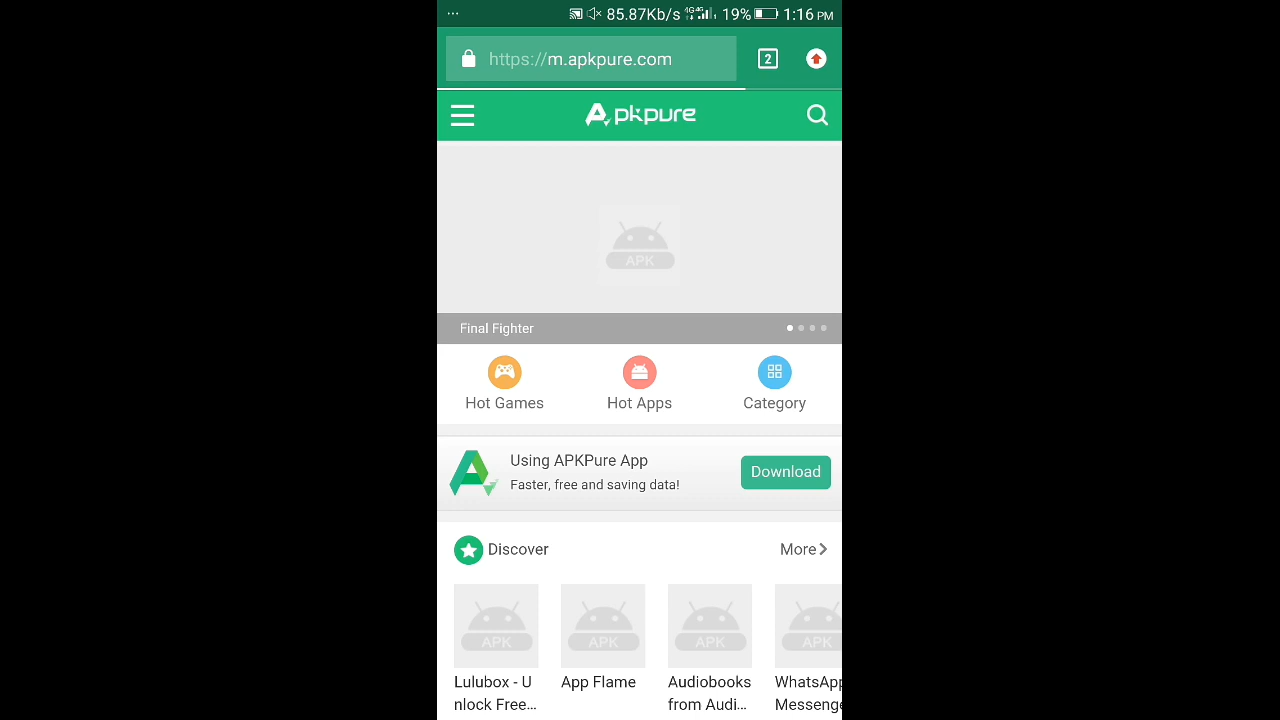 ... 85.87Kb/s 4G 4G 19% 1:16 PM
https://m.apkpure.com 2
Apkpure
APK
Final Fighter
Hot Games Hot Apps Category
Using APKPure App
Faster, free and saving data!
Download
Discover More
APK APK APK APK
Lulubox - U
nlock Free...
App Flame
Audiobooks
from Audi...
WhatsApp
Messenge